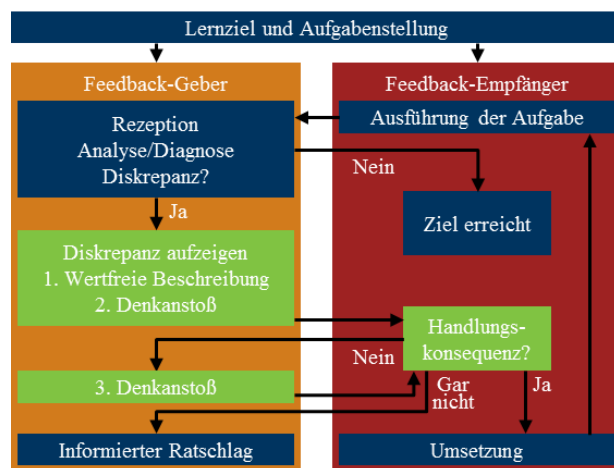 Lernziel und Aufgabenstellung
Feedback-Geber
Feedback-Empfänger
Rezeption
Analyse/Diagnose
Diskrepanz?
Ausführung der Aufgabe
Nein
Ja
Ziel erreicht
Diskrepanz aufzeigen
1. Wertfreie Beschreibung
2. Denkanstoß
Handlungs-
konsequenz?
Nein
3. Denkanstoß
Gar
nicht
Ja
Informierter Ratschlag
Umsetzung